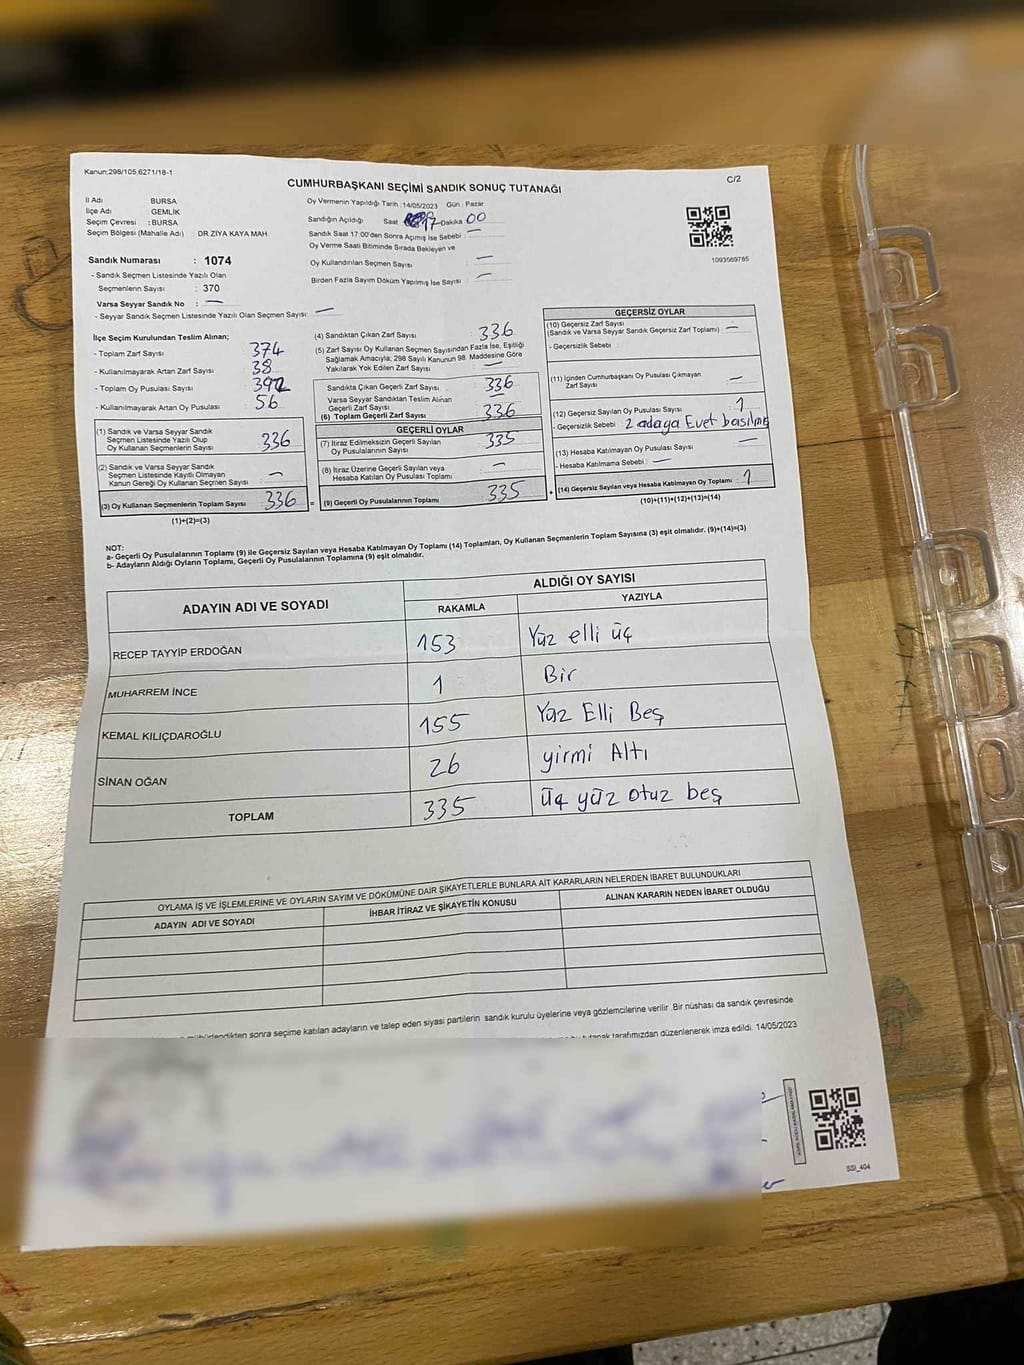 Kanun:298/105,6271/18-1
CUMHURBAŞKANI SEÇİMİ SANDIK SONUÇ TUTANAĞI
C/2
İl Adı BURSA
İlçe Adı GEMLİK
Seçim Çevresi : BURSA
Seçim Bölgesi (Mahalle Adı) : DR ZİYA KAYA MAH
Sandık Numarası : 1074
- Sandık Seçmen Listesinde Yazılı Olan
Seçmenlerin Sayısı : 370
Varsa Seyyar Sandık No : —
- Seyyar Sandık Seçmen Listesinde Yazılı Olan Seçmen Sayısı: —
Oy Vermenin Yapıldığı Tarih :14/05/2023 Gün : Pazar
Sandığın Açıldığı Saat 17 Dakika 00
Sandık Saat 17:00'den Sonra Açımış İse Sebebi : —
Oy Verme Saati Bitiminde Sırada Bekleyen ve
Oy Kullandırılan Seçmen Sayısı —
Birden Fazla Sayım Döküm Yapılmış İse Sayısı : —
1093569765
İlçe Seçim Kurulundan Teslim Alınan;
- Toplam Zarf Sayısı 374
- Kullanılmayarak Artan Zarf Sayısı 38
- Toplam Oy Pusulası Sayısı 392
- Kullanılmayarak Artan Oy Pusulası 56
(1) Sandık ve Varsa Seyyar Sandık
Seçmen Listesinde Yazılı Olup
Oy Kullanan Seçmenlerin Sayısı 336
(2) Sandık ve Varsa Seyyar Sandık
Seçmen Listesinde Kayıtlı Olmayan
Kanun Gereği Oy Kullanan Seçmen Sayısı —
(3) Oy Kullanan Seçmenlerin Toplam Sayısı 336 =
(1)+(2)=(3)
(4) Sandıktan Çıkan Zarf Sayısı : 336
(5) Zarf Sayısı Oy Kullanan Seçmen Sayısından Fazla İse, Eşitliği
Sağlamak Amacıyla; 298 Sayılı Kanunun 98. Maddesine Göre
Yakılarak Yok Edilen Zarf Sayısı : —
Sandıkta Çıkan Geçerli Zarf Sayısı : 336
Varsa Seyyar Sandıktan Teslim Alınan
Geçerli Zarf Sayısı —
(6) Toplam Geçerli Zarf Sayısı 336
GEÇERLİ OYLAR
(7) İtiraz Edilmeksizin Geçerli Sayılan
Oy Pusulalarının Sayısı 335
(8) İtiraz Üzerine Geçerli Sayılan veya
Hesaba Katılan Oy Pusulası Toplamı —
(9) Geçerli Oy Pusulalarının Toplamı 335 +
GEÇERSİZ OYLAR
(10) Geçersiz Zarf Sayısı
(Sandık ve Varsa Seyyar Sandık Geçersiz Zarf Toplamı) : —
- Geçersizlik Sebebi :
(11) İçinden Cumhurbaşkanı Oy Pusulası Çıkmayan
Zarf Sayısı —
(12) Geçersiz Sayılan Oy Pusulası Sayısı : 1
- Geçersizlik Sebebi : 2 adaya Evet basılmış
(13) Hesaba Katılmayan Oy Pusulası Sayısı : —
- Hesaba Katılmama Sebebi : —
(14) Geçersiz Sayılan veya Hesaba Katılmayan Oy Toplamı : 1
(10)+(11)+(12)+(13)=(14)
NOT:
a- Geçerli Oy Pusulalarının Toplamı (9) ile Geçersiz Sayılan veya Hesaba Katılmayan Oy Toplamı (14) Toplamları, Oy Kullanan Seçmenlerin Toplam Sayısına (3) eşit olmalıdır. (9)+(14)=(3)
b- Adayların Aldığı Oyların Toplamı, Geçerli Oy Pusulalarının Toplamına (9) eşit olmalıdır.
ADAYIN ADI VE SOYADI
ALDIĞI OY SAYISI
RAKAMLA YAZIYLA
RECEP TAYYİP ERDOĞAN 153 Yüz elli üç
MUHARREM İNCE 1 Bir
KEMAL KILIÇDAROĞLU 155 Yüz Elli Beş
SİNAN OĞAN 26 yirmi Altı
TOPLAM 335 üç yüz otuz beş
OYLAMA İŞ VE İŞLEMLERİNE VE OYLARIN SAYIM VE DÖKÜMÜNE DAİR ŞİKAYETLERLE BUNLARA AİT KARARLARIN NELERDEN İBARET BULUNDUKLARI
ADAYIN ADI VE SOYADI İHBAR İTİRAZ VE ŞİKAYETİN KONUSU ALINAN KARARIN NEDEN İBARET OLDUĞU
mühürlendikten sonra seçime katılan adayların ve talep eden siyasi partilerin sandık kurulu üyelerine veya gözlemcilerine verilir. Bir nüshası da sandık çevresinde
tutanak tarafımızdan düzenlenerek imza edildi. 14/05/2023
SSİ_404